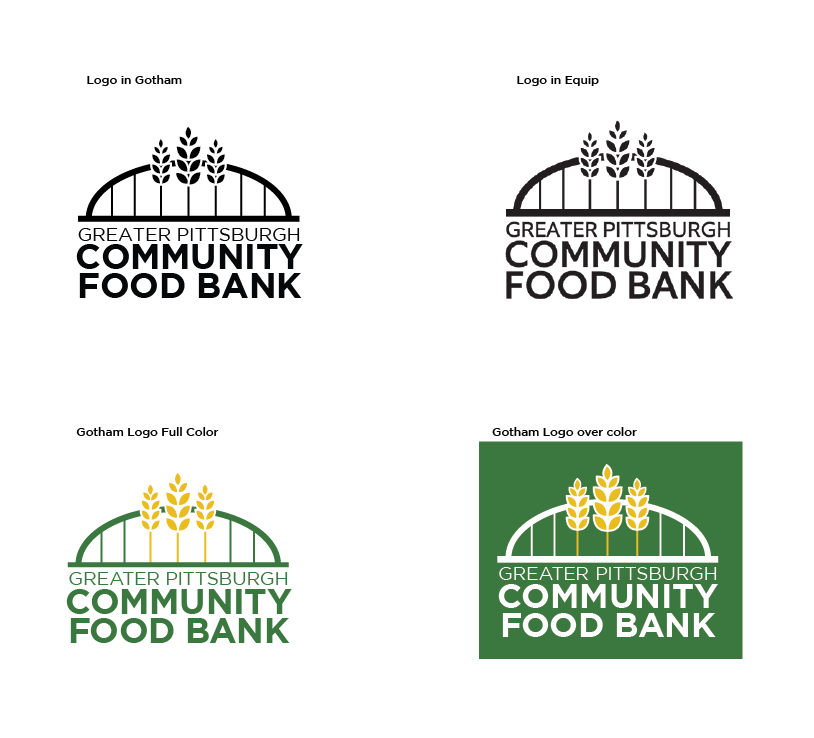 Logo in Gotham
GREATER PITTSBURGH
COMMUNITY
FOOD BANK
Logo in Equip
GREATER PITTSBURGH
COMMUNITY
FOOD BANK
Gotham Logo Full Color
GREATER PITTSBURGH
COMMUNITY
FOOD BANK
Gotham Logo over color
GREATER PITTSBURGH
COMMUNITY
FOOD BANK